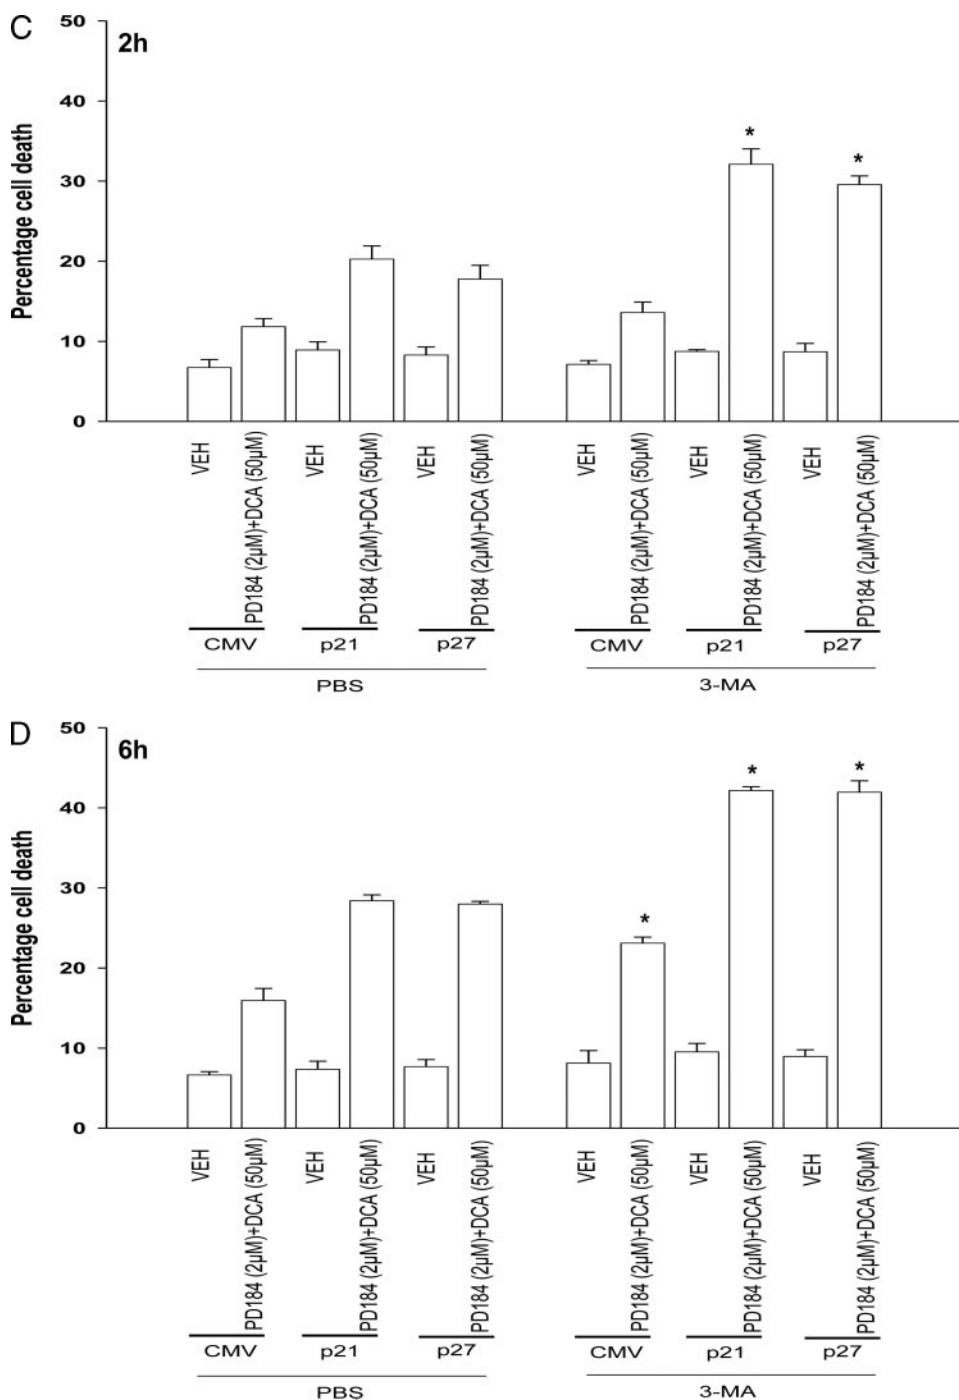 C
2h
Percentage cell death
50
40
30
20
10
0
* *
VEH
PD184 (2µM)+DCA (50µM)
VEH
PD184 (2µM)+DCA (50µM)
VEH
PD184 (2µM)+DCA (50µM)
VEH
PD184 (2µM)+DCA (50µM)
VEH
PD184 (2µM)+DCA (50µM)
VEH
PD184 (2µM)+DCA (50µM)
CMV p21 p27 CMV p21 p27
PBS 3-MA
D
6h
Percentage cell death
50
40
30
20
10
0
* * *
VEH
PD184 (2µM)+DCA (50µM)
VEH
PD184 (2µM)+DCA (50µM)
VEH
PD184 (2µM)+DCA (50µM)
VEH
PD184 (2µM)+DCA (50µM)
VEH
PD184 (2µM)+DCA (50µM)
VEH
PD184 (2µM)+DCA (50µM)
CMV p21 p27 CMV p21 p27
PBS 3-MA